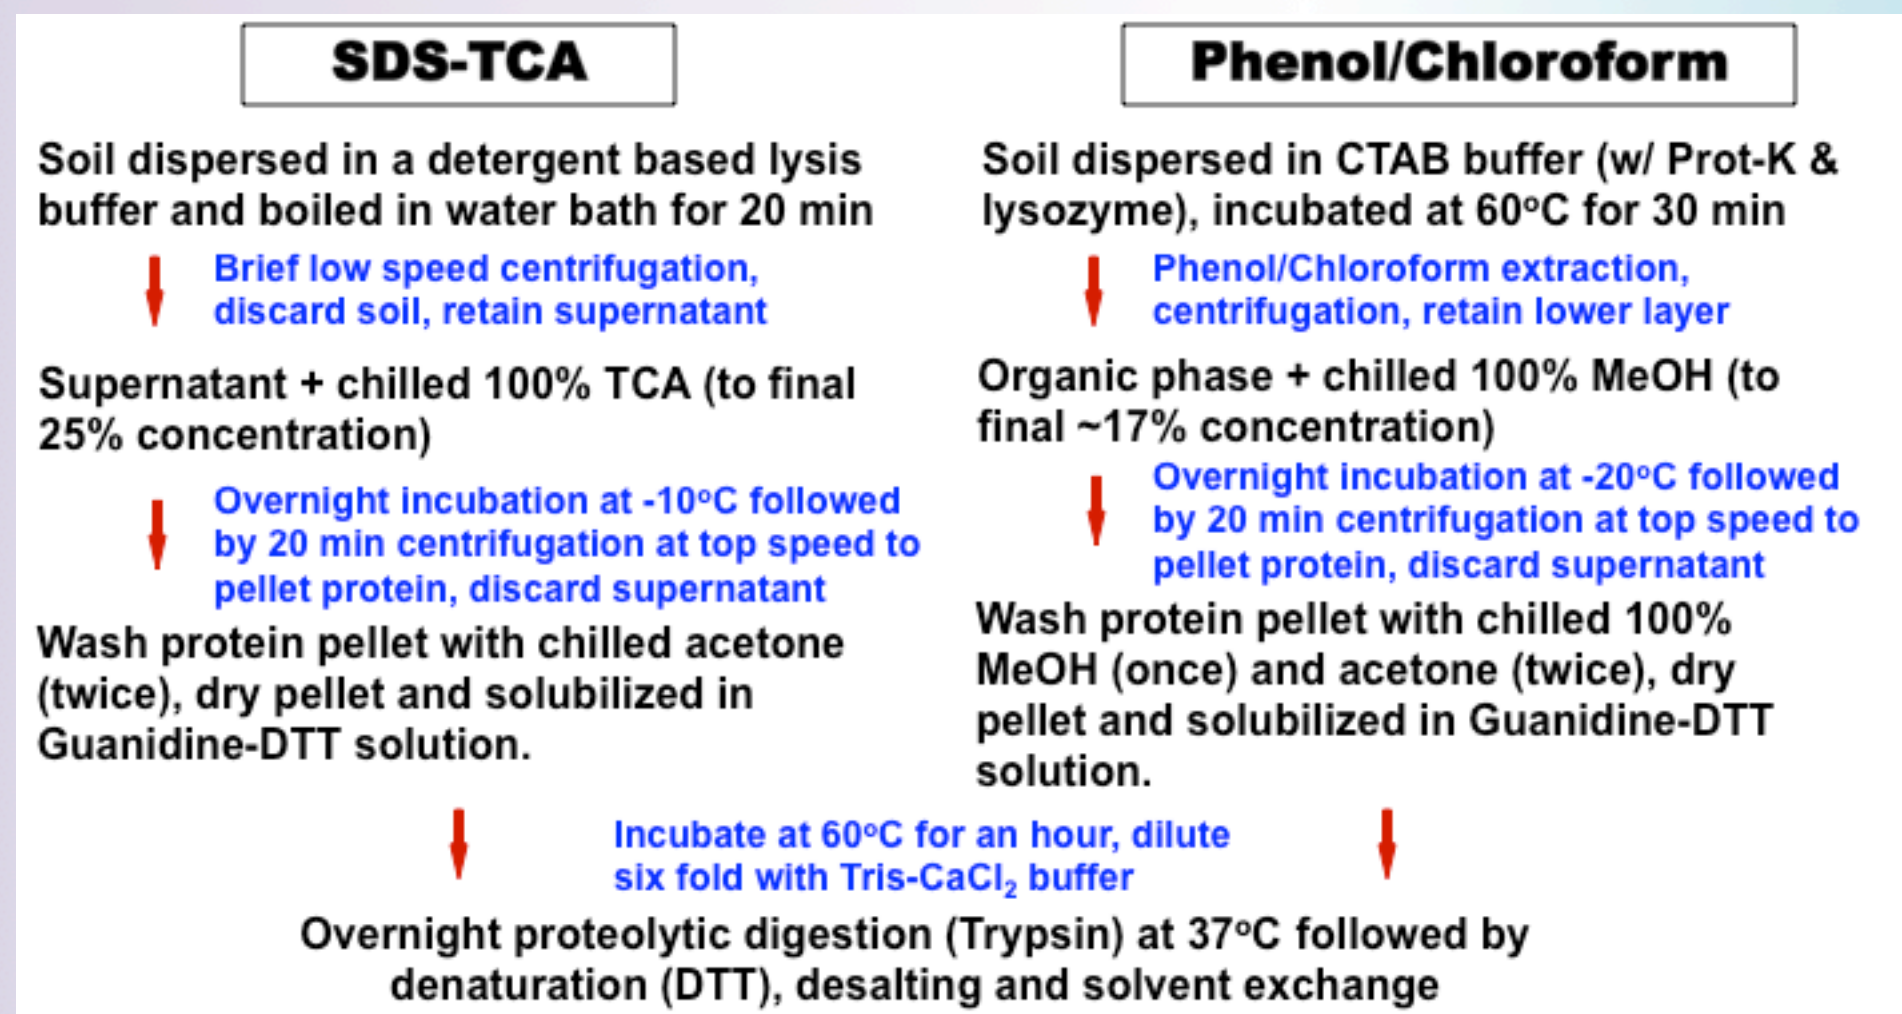 SDS-TCA
Soil dispersed in a detergent based lysis
buffer and boiled in water bath for 20 min
Brief low speed centrifugation,
discard soil, retain supernatant
Supernatant + chilled 100% TCA (to final
25% concentration)
Overnight incubation at -10°C followed
by 20 min centrifugation at top speed to
pellet protein, discard supernatant
Wash protein pellet with chilled acetone
(twice), dry pellet and solubilized in
Guanidine-DTT solution.
Phenol/Chloroform
Soil dispersed in CTAB buffer (w/ Prot-K &
lysozyme), incubated at 60°C for 30 min
Phenol/Chloroform extraction,
centrifugation, retain lower layer
Organic phase + chilled 100% MeOH (to
final ~17% concentration)
Overnight incubation at -20°C followed
by 20 min centrifugation at top speed to
pellet protein, discard supernatant
Wash protein pellet with chilled 100%
MeOH (once) and acetone (twice), dry
pellet and solubilized in Guanidine-DTT
solution.
Incubate at 60°C for an hour, dilute
six fold with Tris-CaCl₂ buffer
Overnight proteolytic digestion (Trypsin) at 37°C followed by
denaturation (DTT), desalting and solvent exchange